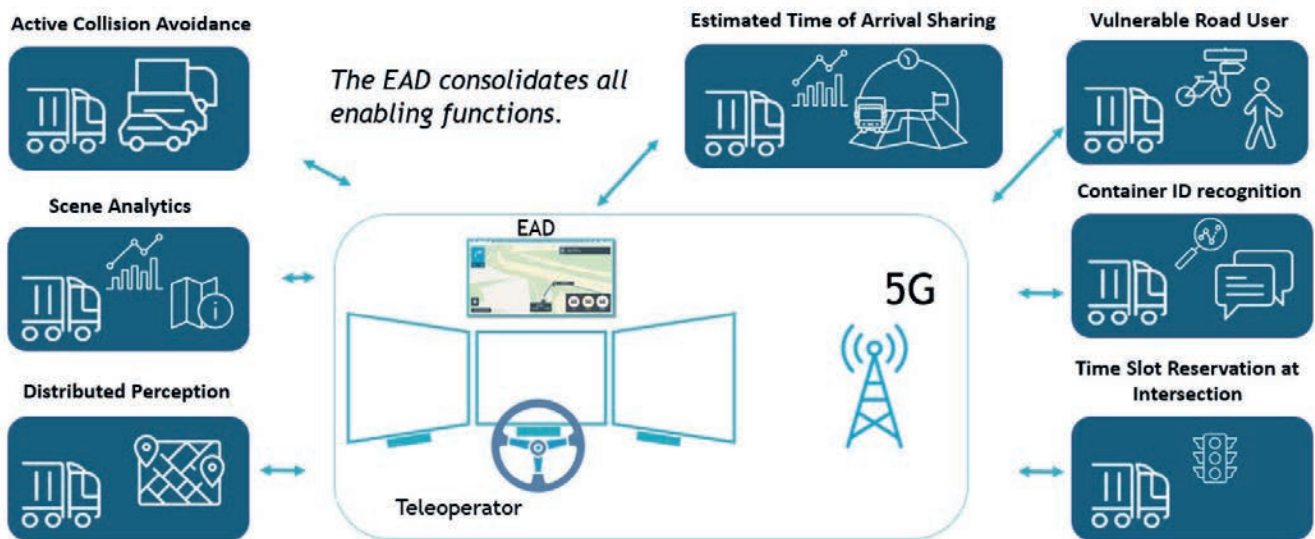 Active Collision Avoidance
Estimated Time of Arrival Sharing
Vulnerable Road User
The EAD consolidates all
enabling functions.
Scene Analytics
Container ID recognition
EAD
5G
Distributed Perception
Time Slot Reservation at
Intersection
Teleoperator